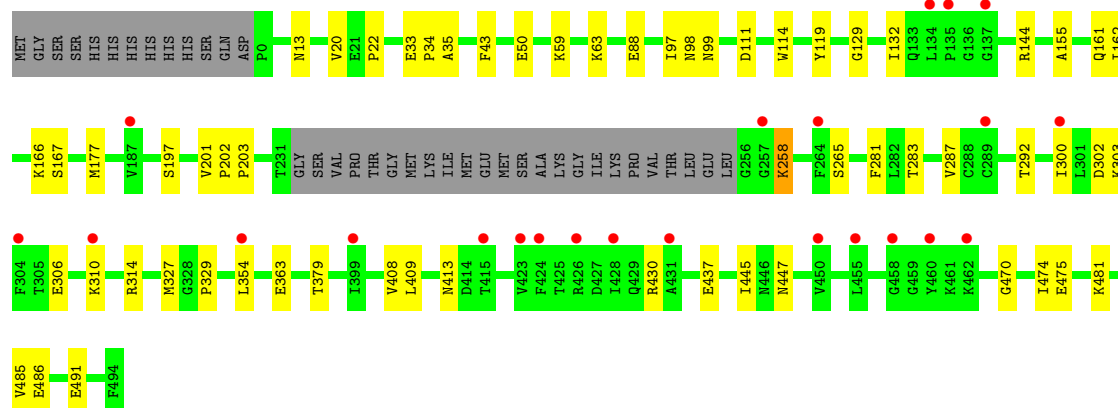 MET GLY SER SER HIS HIS HIS HIS HIS HIS SER GLN ASP P0 N13 V20 E21 P22 E33 P34 A35 F43 E50 K59 K63 E88 I97 N98 N99 D111 W114 Y119 G129 I132 Q133 L134 P135 G136 G137 R144 A155 Q161 I162
K166 S167 M177 V187 S197 V201 P202 P203 T231 GLY SER VAL PRO THR GLY MET LYS ILE MET GLU MET SER ALA LYS GLY ILE LYS PRO VAL THR LEU GLU LEU G256 G257 K258 F264 S265 F281 L282 T283 V287 C288 C289 T292 I300 L301 D302 K303
F304 T305 E306 K310 R314 M327 G328 P329 L354 E363 T379 I399 V408 L409 N413 D414 T415 V423 F424 T425 R426 D427 I428 Q429 R430 A431 E437 I445 N446 N447 V450 L455 G458 G459 Y460 K461 K462 G470 I474 E475 K481
V485 E486 E491 F494